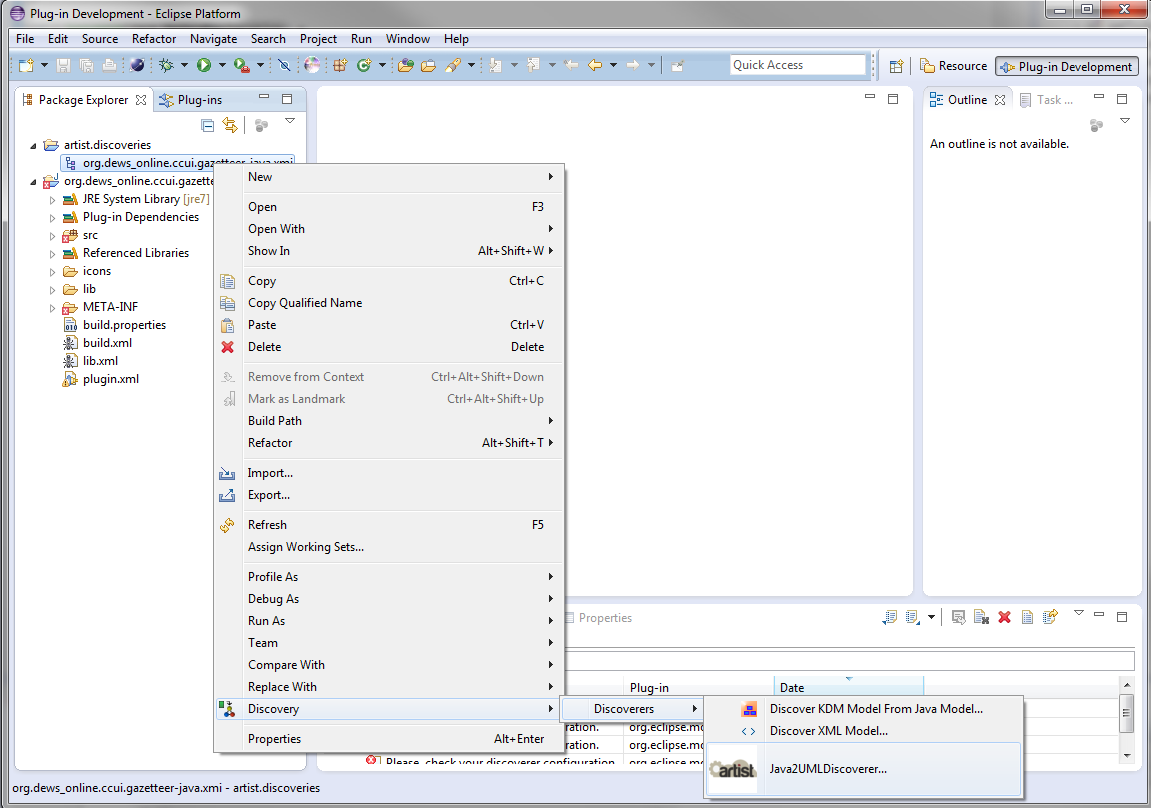 Plug-in Development - Eclipse Platform
File Edit Source Refactor Navigate Search Project Run Window Help
Quick Access
Resource
Plug-in Development
Package Explorer
Plug-ins
artist.discoveries
org.dews_online.ccui.gazetteer-java.xmi
org.dews_online.ccui.gazette
JRE System Library [jre7]
Plug-in Dependencies
src
Referenced Libraries
icons
lib
META-INF
build.properties
build.xml
lib.xml
plugin.xml
New
Open F3
Open With
Show In Alt+Shift+W
Copy Ctrl+C
Copy Qualified Name
Paste Ctrl+V
Delete Delete
Remove from Context Ctrl+Alt+Shift+Down
Mark as Landmark Ctrl+Alt+Shift+Up
Build Path
Refactor Alt+Shift+T
Import...
Export...
Refresh F5
Assign Working Sets...
Profile As
Debug As
Run As
Team
Compare With
Replace With
Discovery
Properties Alt+Enter
Discoverers
Discover KDM Model From Java Model...
Discover XML Model...
artist
Java2UMLDiscoverer...
Outline
Task ...
An outline is not available.
Properties
Plug-in Date
ration. org.eclipse.mo
ration. org.eclipse.mo
Please, check your discoverer configuration. org.eclipse.mo
org.dews_online.ccui.gazetteer-java.xmi - artist.discoveries